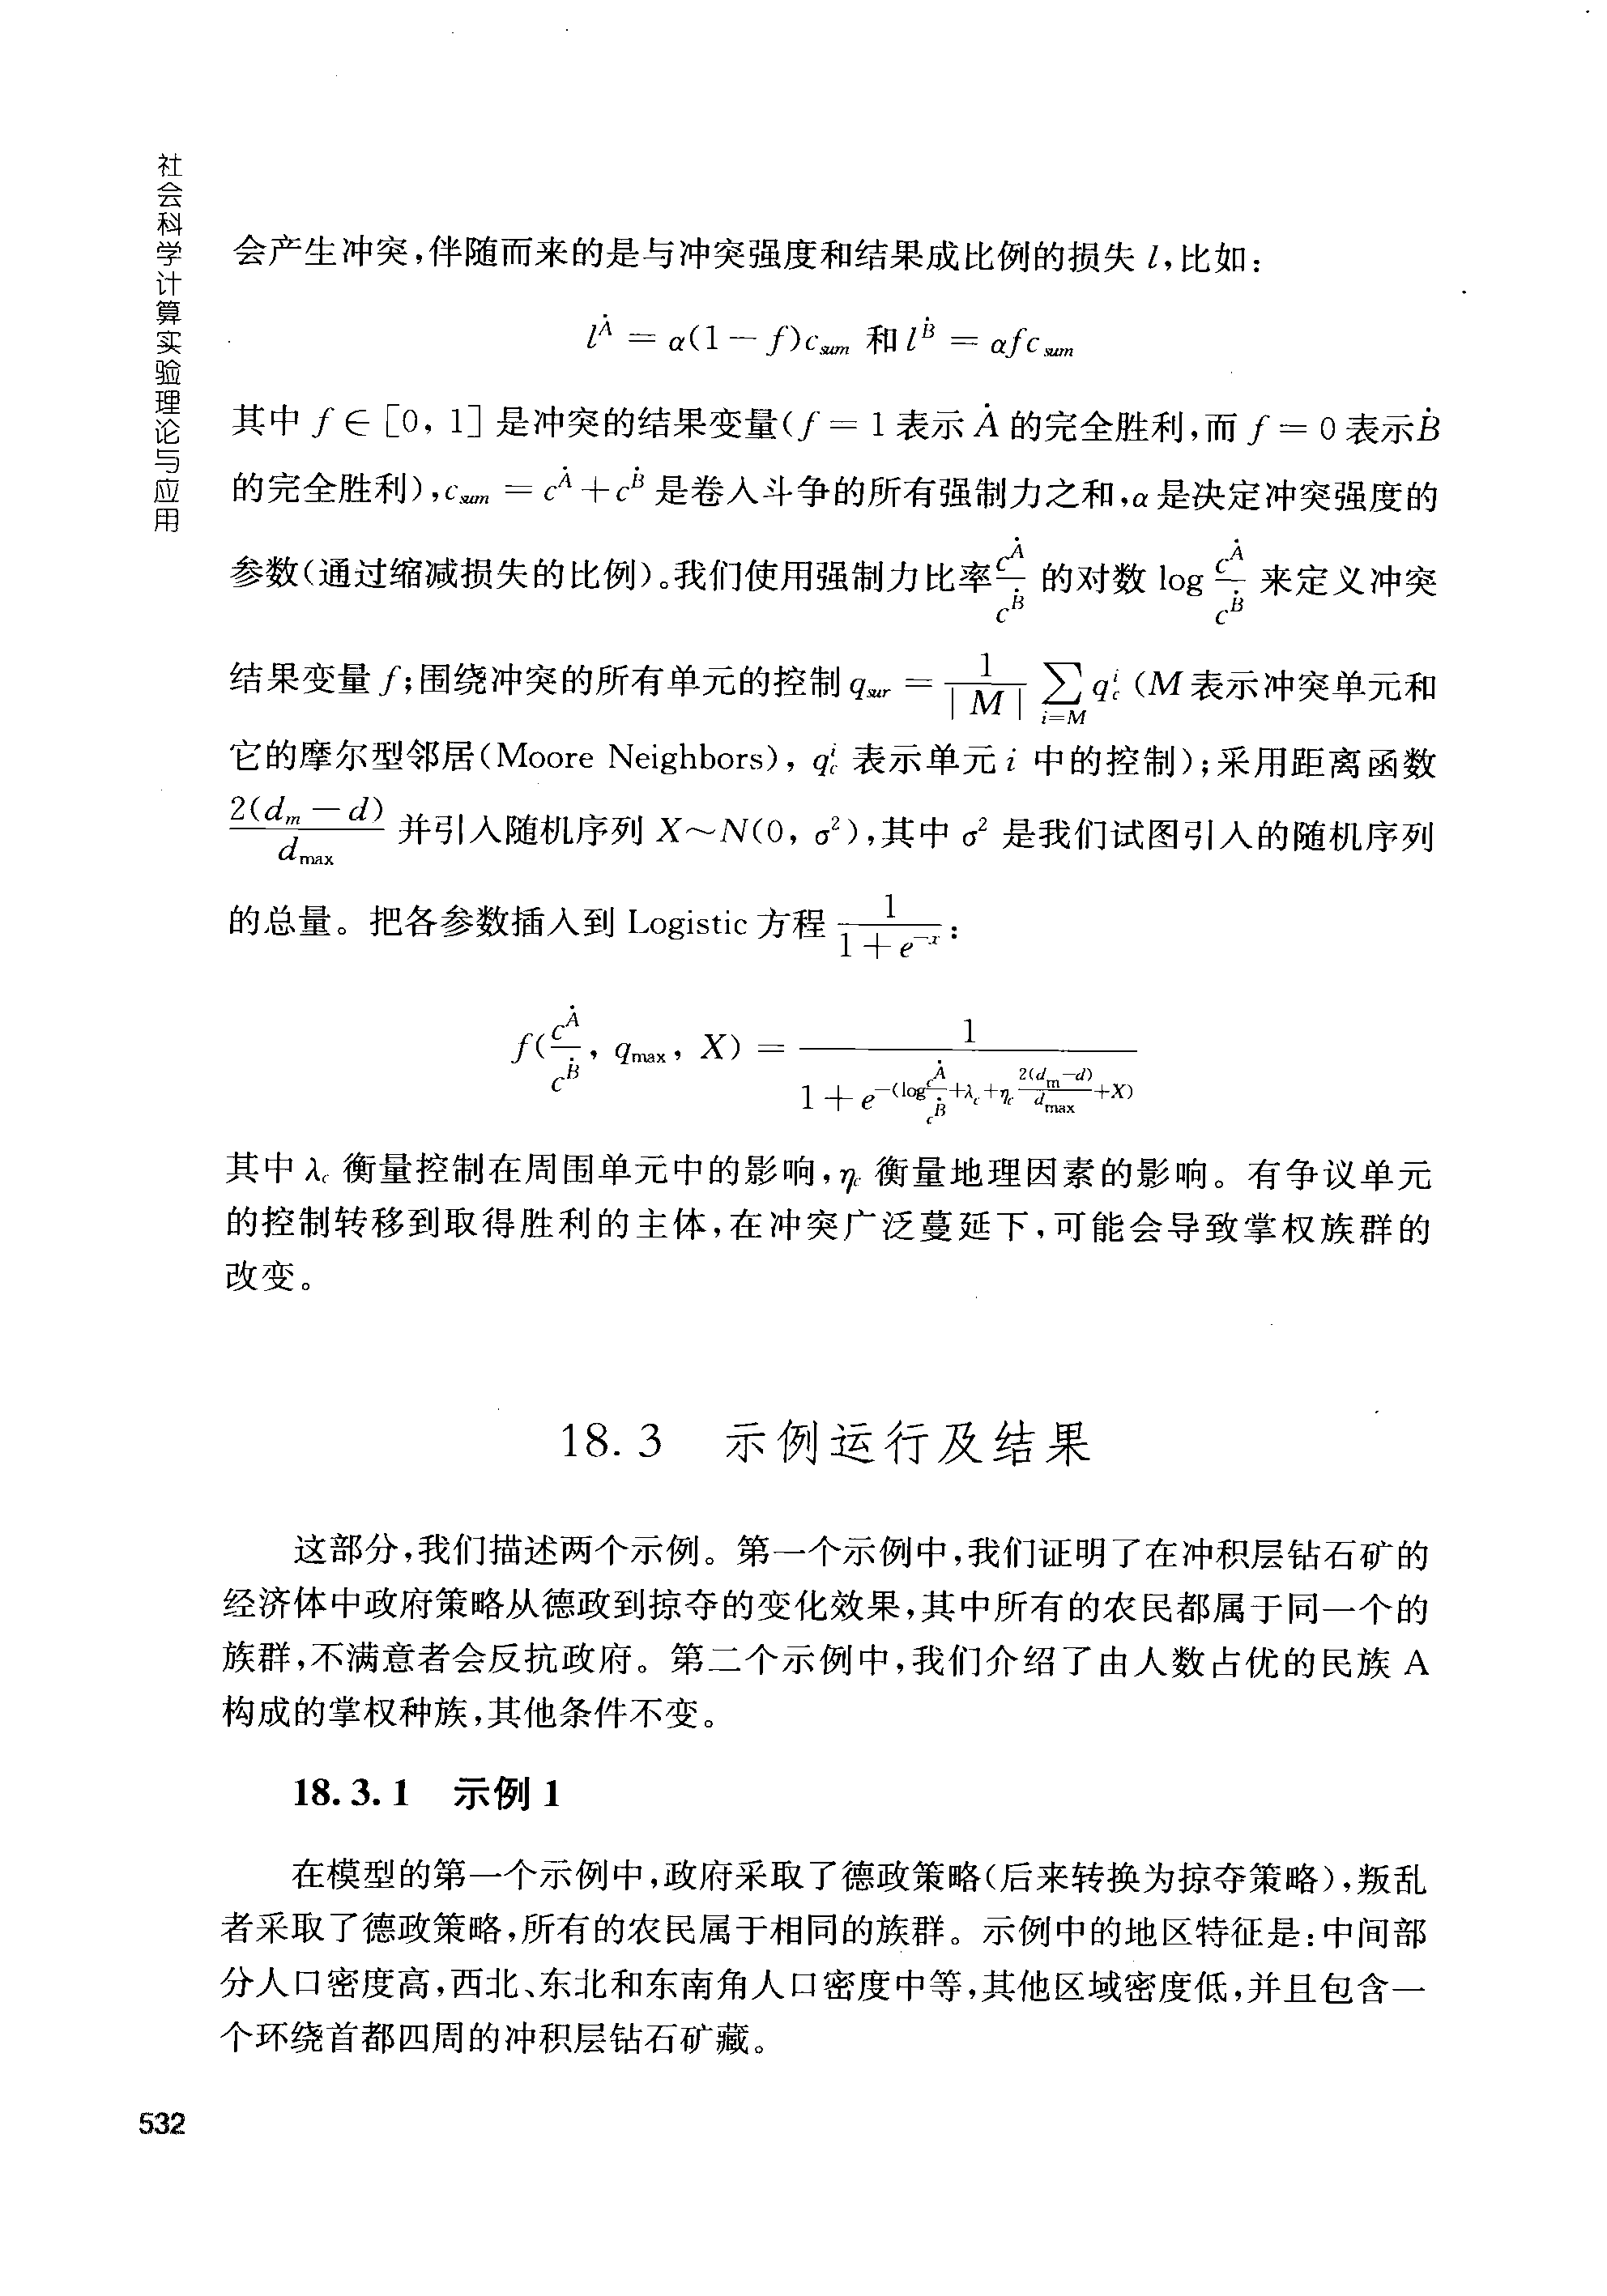 社会科学计算实验理论与应用
会产生冲突,伴随而来的是与冲突强度和结果成比例的损失 l,比如:
$l^{\dot{A}} = \alpha(1-f)c_{sum}$ 和 $l^{\dot{B}} = \alpha f c_{sum}$
其中 $f \in [0, 1]$ 是冲突的结果变量($f = 1$ 表示 $\dot{A}$ 的完全胜利,而 $f = 0$ 表示 $\dot{B}$
的完全胜利),$c_{sum} = c^{\dot{A}} + c^{\dot{B}}$ 是卷入斗争的所有强制力之和,$\alpha$ 是决定冲突强度的
参数(通过缩减损失的比例)。我们使用强制力比率 $\frac{c^{\dot{A}}}{c^{\dot{B}}}$ 的对数 $\log \frac{c^{\dot{A}}}{c^{\dot{B}}}$ 来定义冲突
结果变量 $f$;围绕冲突的所有单元的控制 $q_{sur} = \frac{1}{|M|} \sum_{i=M} q_c^i$ ($M$ 表示冲突单元和
它的摩尔型邻居(Moore Neighbors), $q_c^i$ 表示单元 $i$ 中的控制);采用距离函数
$\frac{2(d_m - d)}{d_{max}}$ 并引入随机序列 $X \sim N(0, \sigma^2)$,其中 $\sigma^2$ 是我们试图引入的随机序列
的总量。把各参数插入到 Logistic 方程 $\frac{1}{1+e^{-x}}$:
$f(\frac{c^{\dot{A}}}{c^{\dot{B}}}, q_{max}, X) = \frac{1}{1+e^{-(\log\frac{c^{\dot{A}}}{c^{\dot{B}}}+\lambda_c+\eta_c\frac{2(d_m-d)}{d_{max}}+X)}}$
其中 $\lambda_c$ 衡量控制在周围单元中的影响,$\eta_c$ 衡量地理因素的影响。有争议单元
的控制转移到取得胜利的主体,在冲突广泛蔓延下,可能会导致掌权族群的
改变。
18.3 示例运行及结果
这部分,我们描述两个示例。第一个示例中,我们证明了在冲积层钻石矿的
经济体中政府策略从德政到掠夺的变化效果,其中所有的农民都属于同一个的
族群,不满意者会反抗政府。第二个示例中,我们介绍了由人数占优的民族 A
构成的掌权种族,其他条件不变。
18.3.1 示例 1
在模型的第一个示例中,政府采取了德政策略(后来转换为掠夺策略),叛乱
者采取了德政策略,所有的农民属于相同的族群。示例中的地区特征是:中间部
分人口密度高,西北、东北和东南角人口密度中等,其他区域密度低,并且包含一
个环绕首都四周的冲积层钻石矿藏。
532